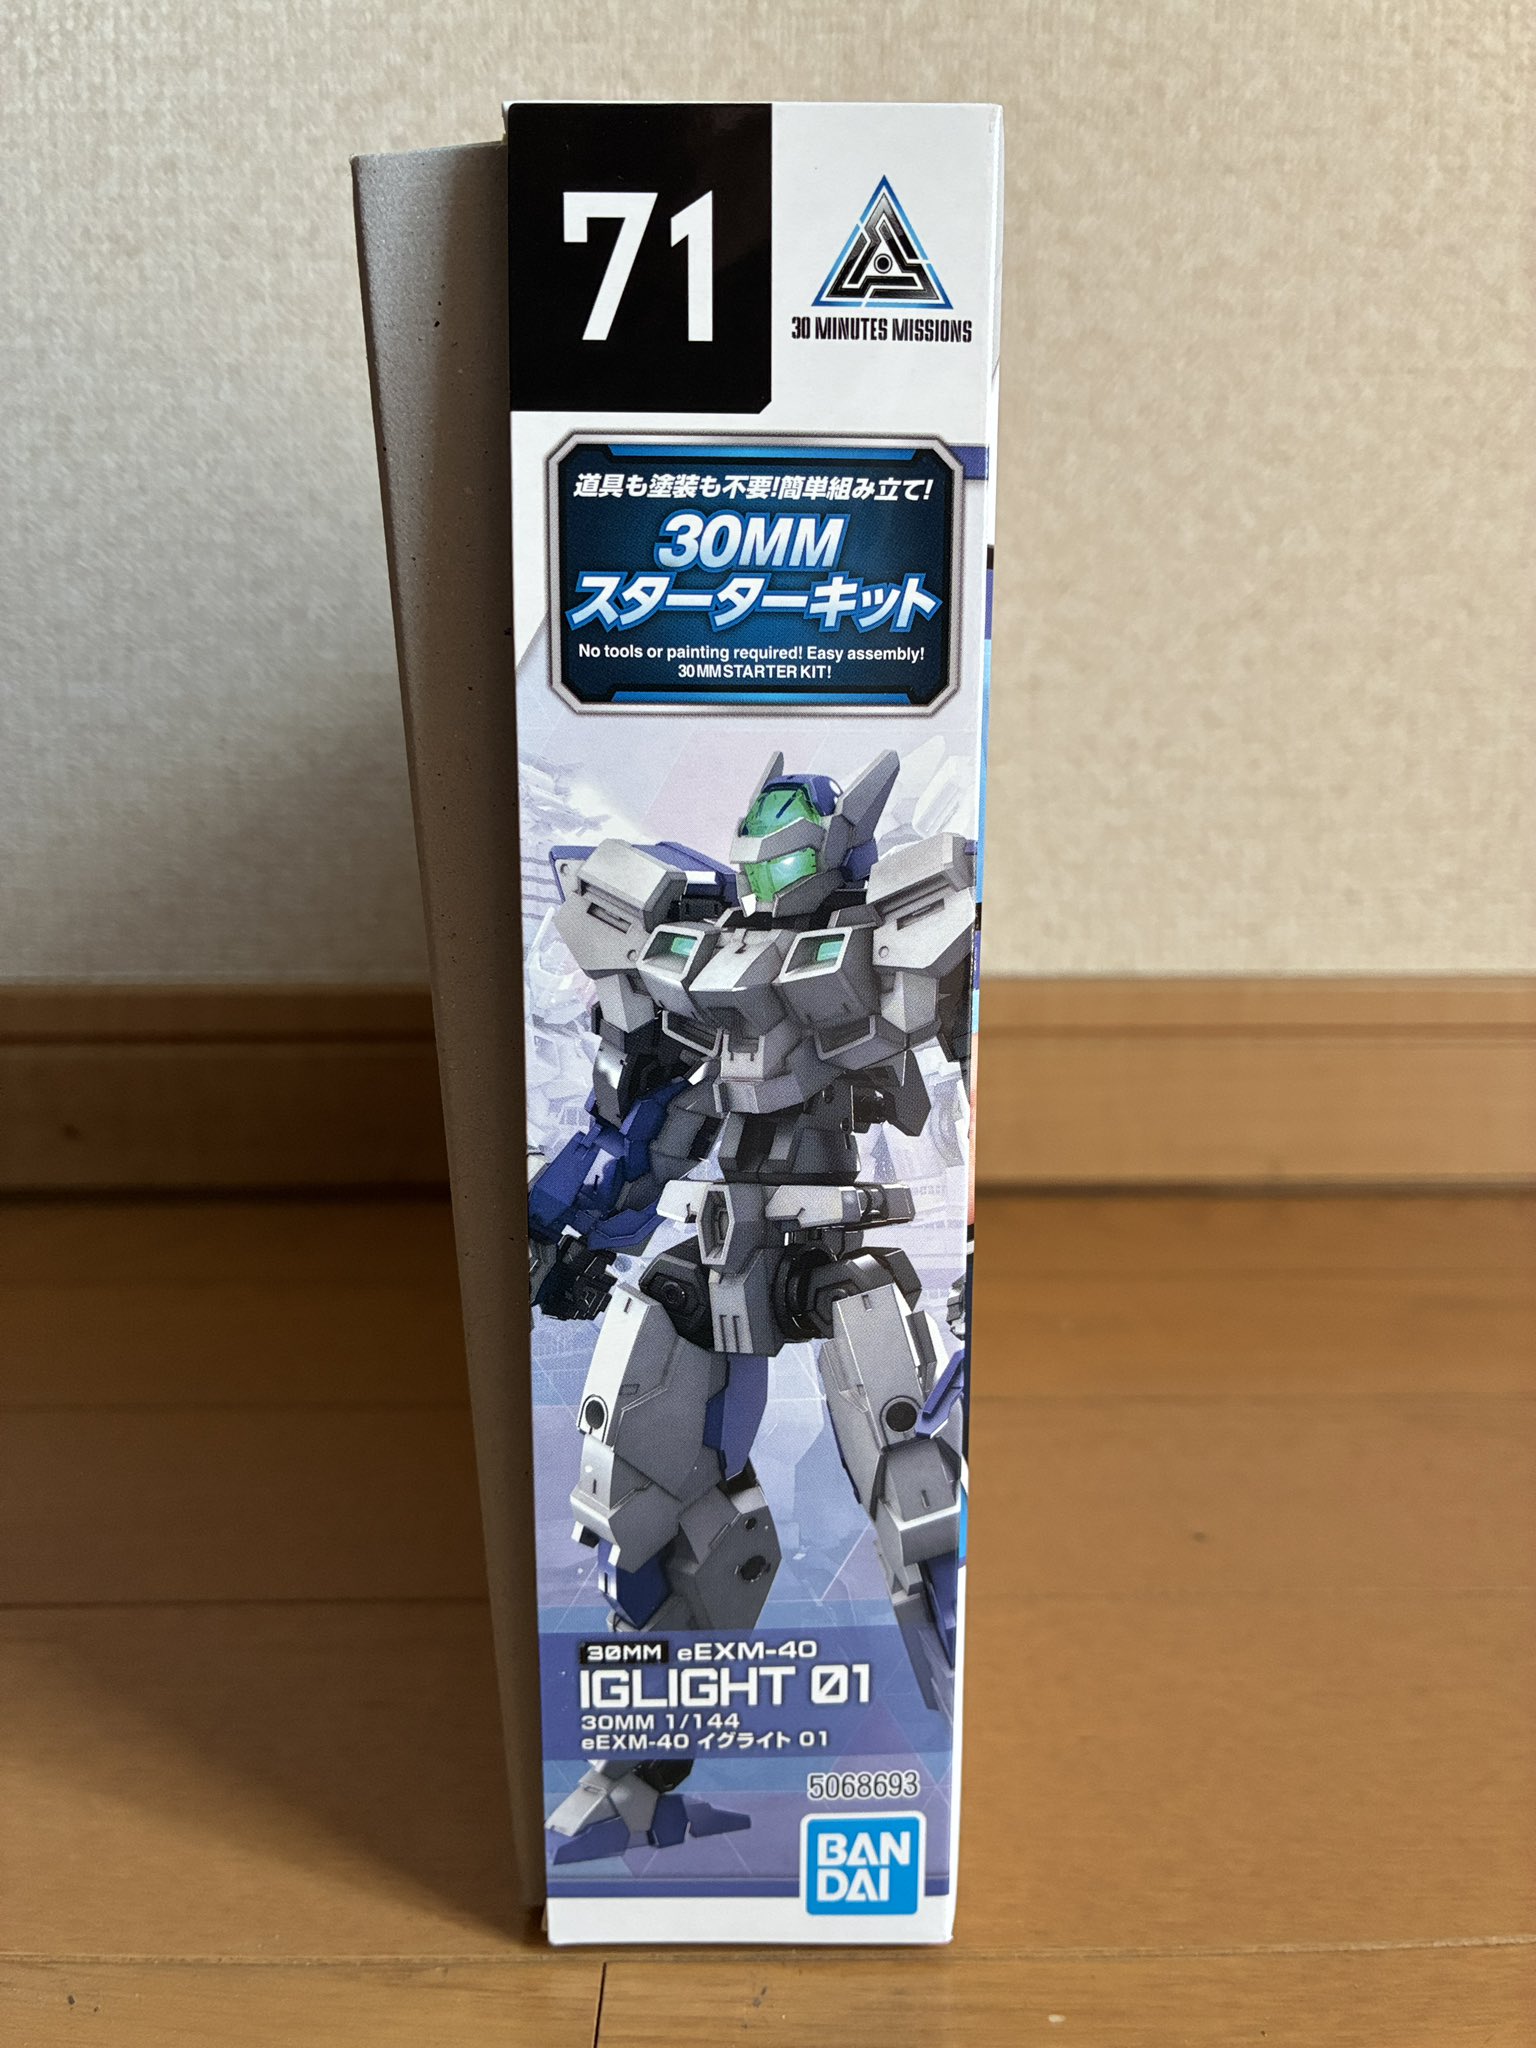 71
30 MINUTES MISSIONS
道具も塗装も不要!簡単組み立て!
30MM
スターターキット
No tools or painting required! Easy assembly!
30MM STARTER KIT!
30MM eEXM-40
IGLIGHT 01
30MM 1/144
eEXM-40 イグライト 01
5068693
BAN
DAI